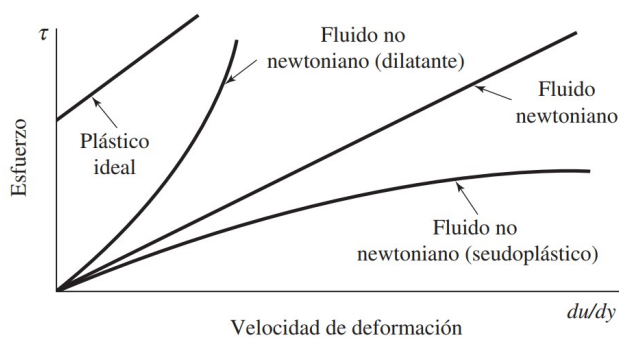 τ
Fluido no
newtoniano (dilatante)
Fluido
newtoniano
Plástico
ideal
Esfuerzo
Fluido no
newtoniano (seudoplástico)
du/dy
Velocidad de deformación